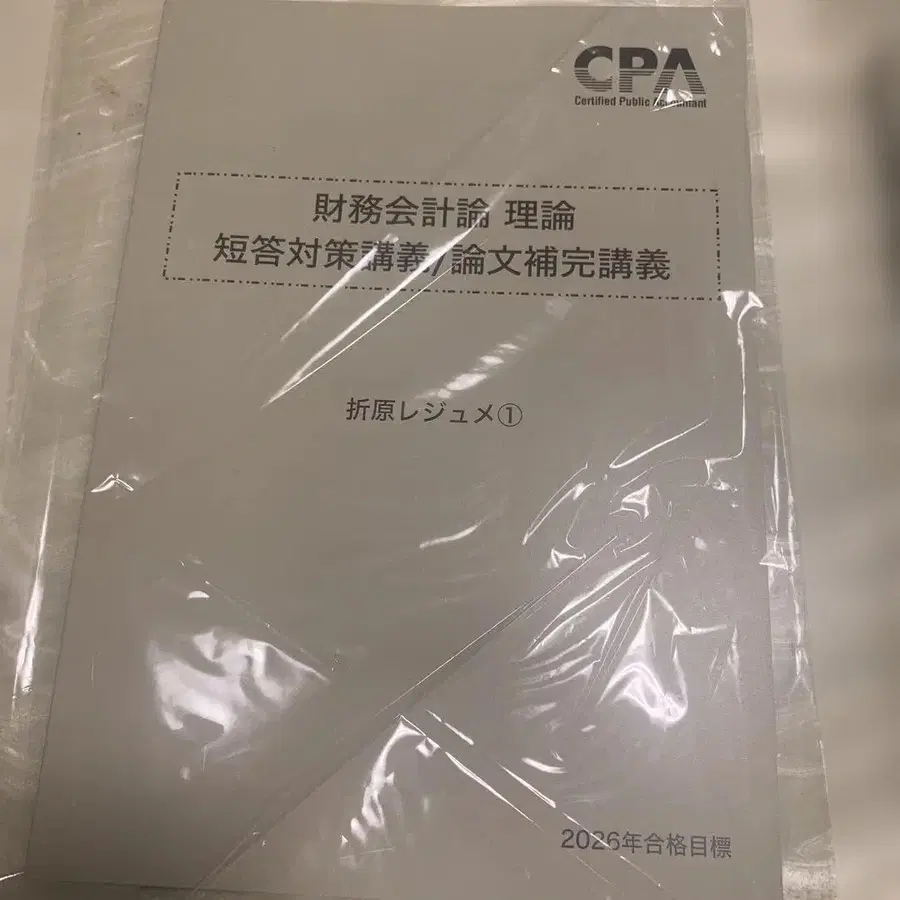 CPA
Certified Public Accountant
財務会計論 理論
短答対策講義/論文補完講義
折原レジュメ①
2026年合格目標